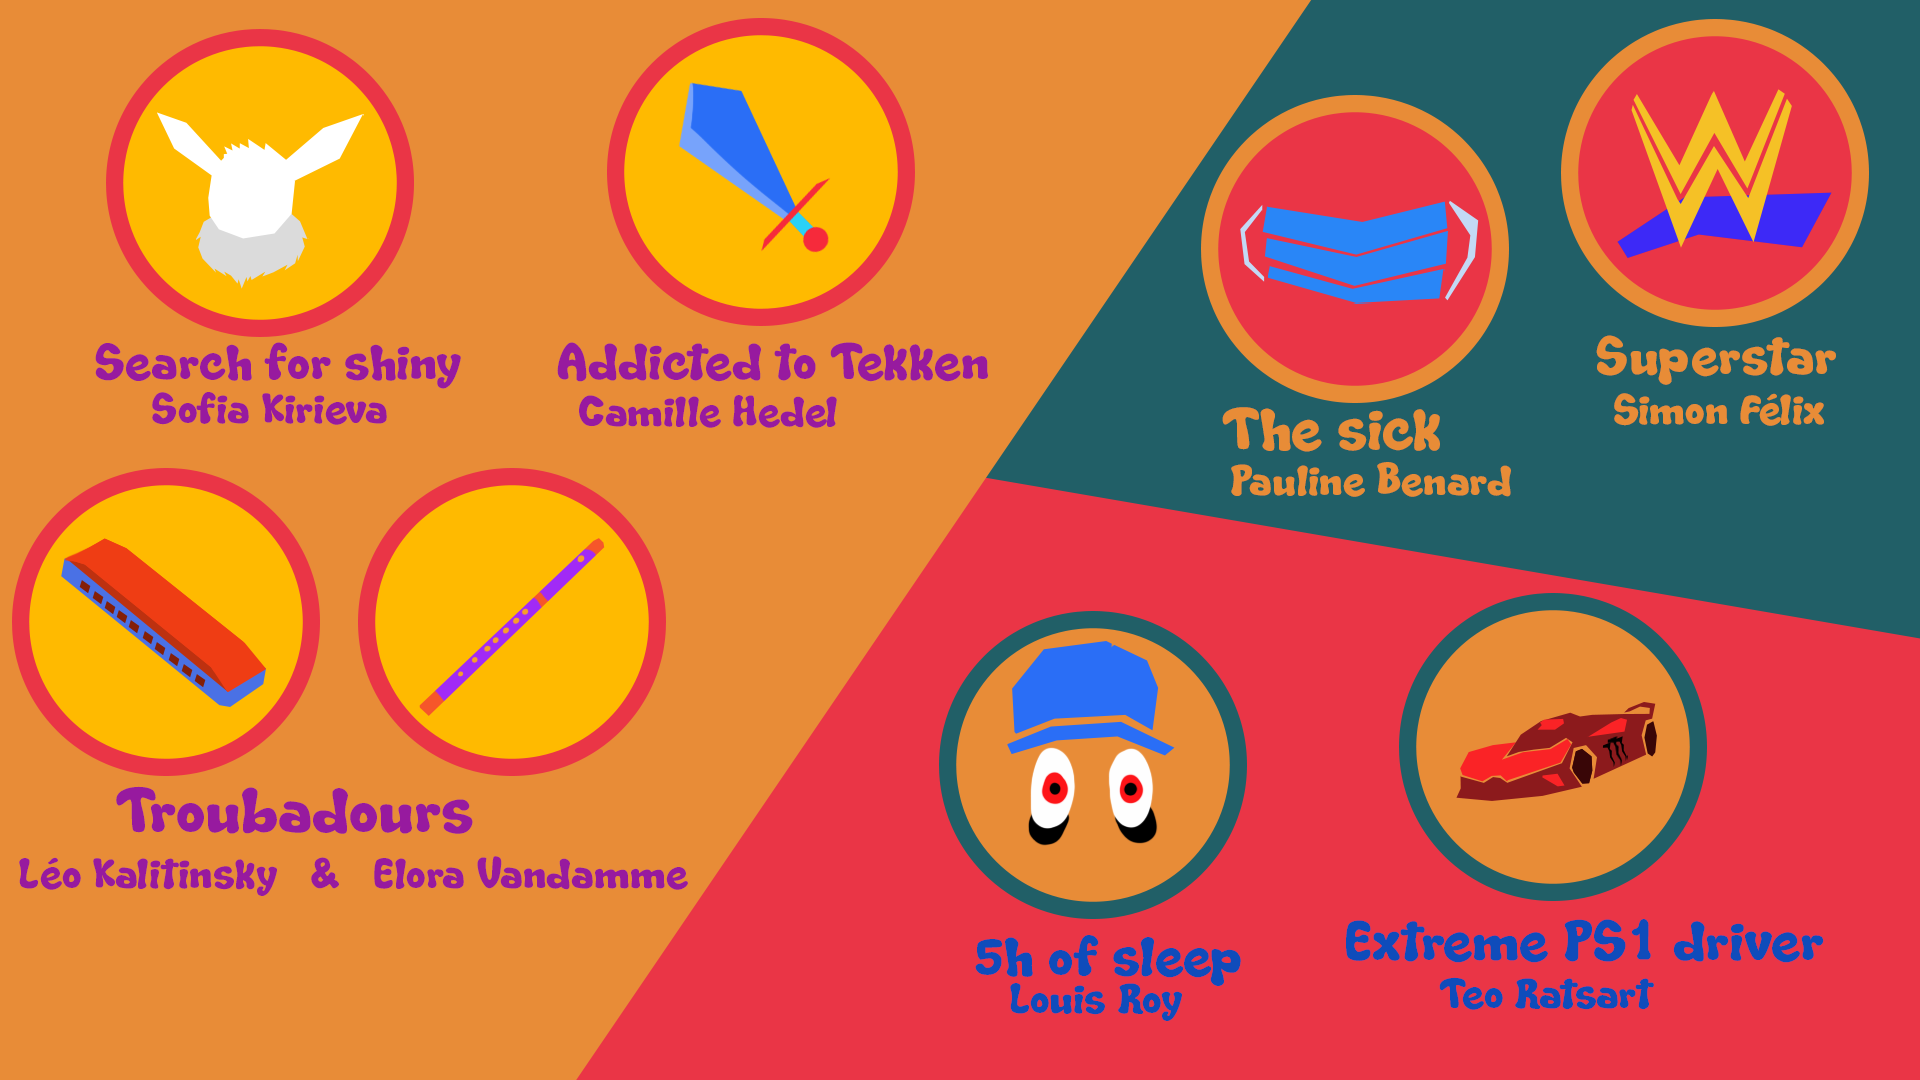 Search for shiny
Sofia Kirieva
Addicted to Tekken
Camille Hedel
Troubadours
Léo Kalitinsky & Elora Vandamme
W
The sick
Pauline Benard
Superstar
Simon Félix
5h of sleep
Louis Roy
Extreme PS1 driver
Teo Ratsart